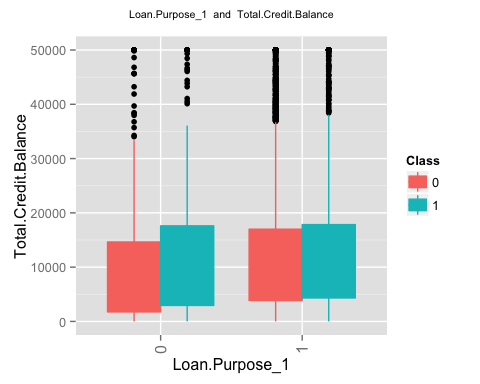 Loan.Purpose_1 and Total.Credit.Balance
50000
40000
30000
20000
10000
0
Total.Credit.Balance
0
1
Loan.Purpose_1
Class
0
1